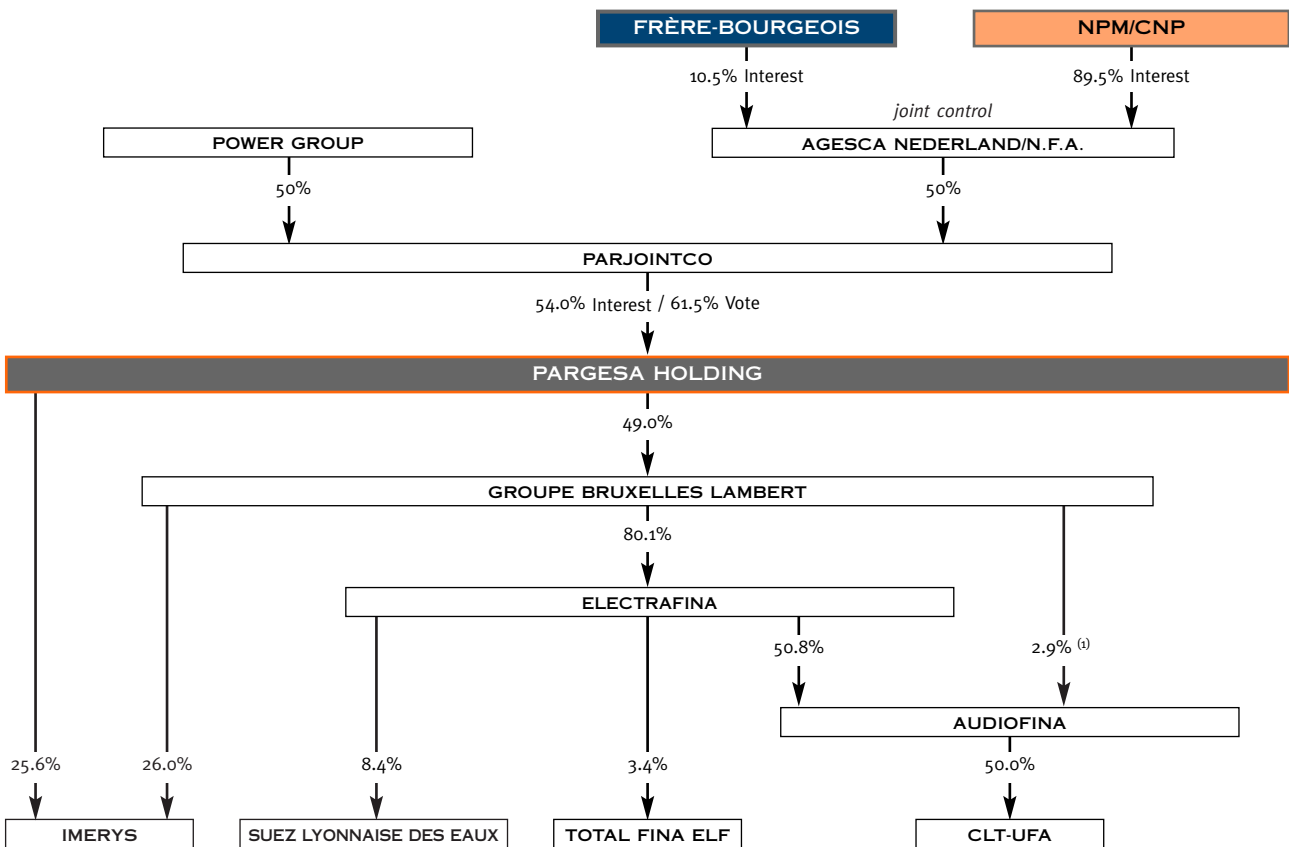 FRÈRE-BOURGEOIS
NPM/CNP
10.5% Interest
89.5% Interest
joint control
POWER GROUP
AGESCA NEDERLAND/N.F.A.
50%
50%
PARJOINTCO
54.0% Interest / 61.5% Vote
PARGESA HOLDING
49.0%
GROUPE BRUXELLES LAMBERT
80.1%
ELECTRAFINA
50.8%
2.9% (1)
AUDIOFINA
25.6%
26.0%
8.4%
3.4%
50.0%
IMERYS
SUEZ LYONNAISE DES EAUX
TOTAL FINA ELF
CLT-UFA